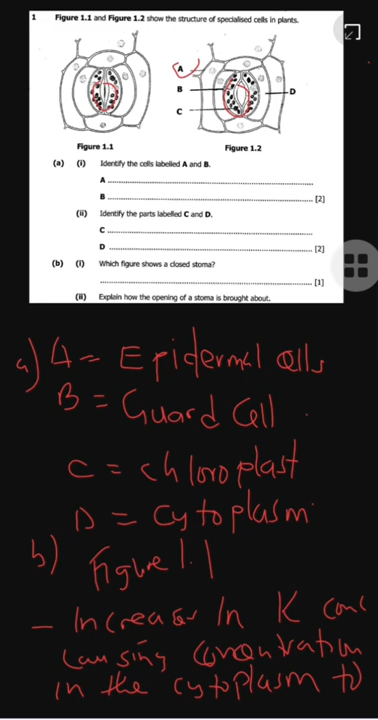 1 Figure 1.1 and Figure 1.2 show the structure of specialised cells in plants.
A
B
C
D
Figure 1.1
Figure 1.2
(a) (i) Identify the cells labelled A and B.
A ........................................................................
B ........................................................................ [2]
(ii) Identify the parts labelled C and D.
C ........................................................................
D ........................................................................ [2]
(b) (i) Which figure shows a closed stoma?
........................................................................ [1]
(ii) Explain how the opening of a stoma is brought about.
a) A = Epidermal cells
B = Guard Cell
C = chloroplast
D = cytoplasm
b) Figure 1.1
- Increases In K conc
causing concentration
in the cytoplasm to